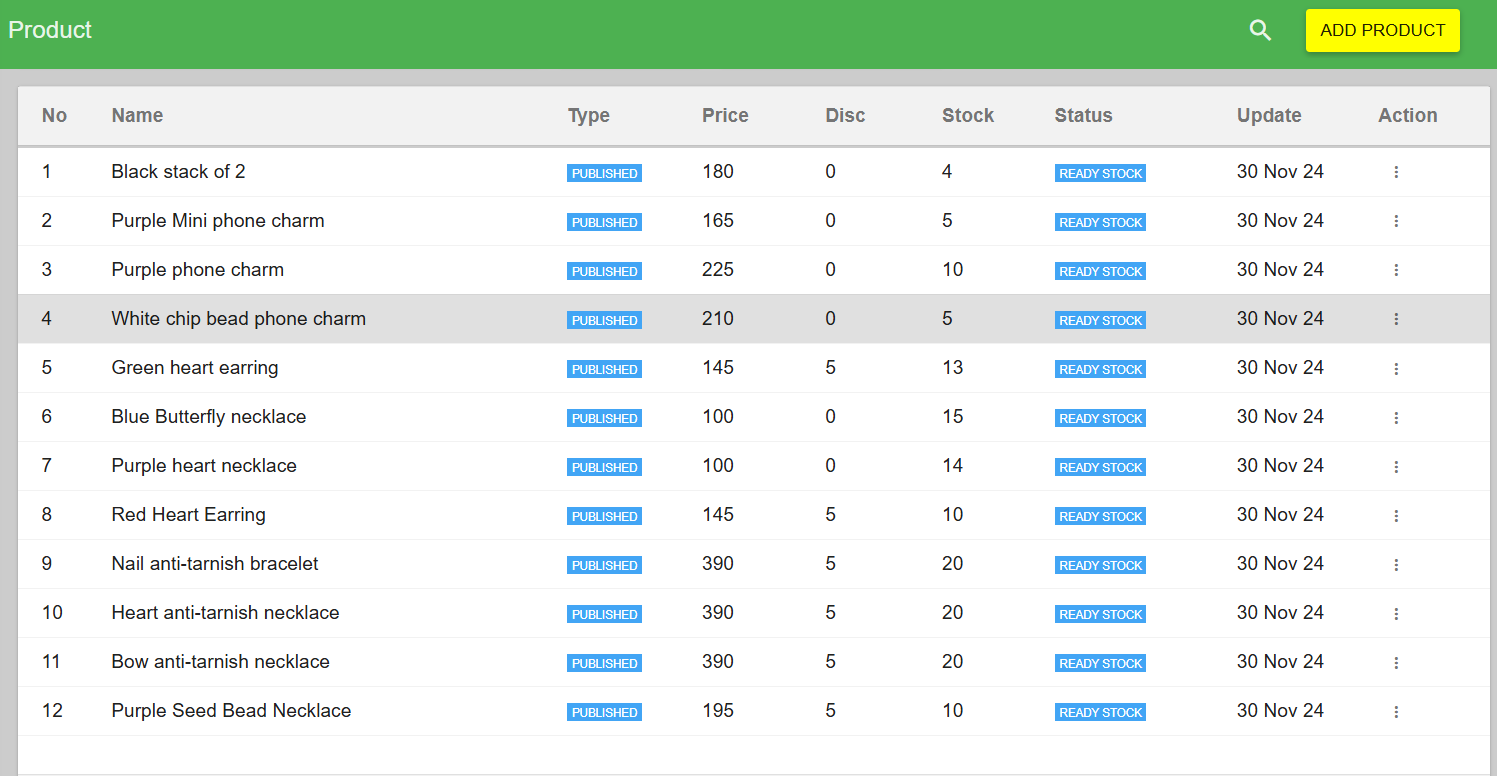 Product ADD PRODUCT
No Name Type Price Disc Stock Status Update Action
1 Black stack of 2 PUBLISHED 180 0 4 READY STOCK 30 Nov 24
2 Purple Mini phone charm PUBLISHED 165 0 5 READY STOCK 30 Nov 24
3 Purple phone charm PUBLISHED 225 0 10 READY STOCK 30 Nov 24
4 White chip bead phone charm PUBLISHED 210 0 5 READY STOCK 30 Nov 24
5 Green heart earring PUBLISHED 145 5 13 READY STOCK 30 Nov 24
6 Blue Butterfly necklace PUBLISHED 100 0 15 READY STOCK 30 Nov 24
7 Purple heart necklace PUBLISHED 100 0 14 READY STOCK 30 Nov 24
8 Red Heart Earring PUBLISHED 145 5 10 READY STOCK 30 Nov 24
9 Nail anti-tarnish bracelet PUBLISHED 390 5 20 READY STOCK 30 Nov 24
10 Heart anti-tarnish necklace PUBLISHED 390 5 20 READY STOCK 30 Nov 24
11 Bow anti-tarnish necklace PUBLISHED 390 5 20 READY STOCK 30 Nov 24
12 Purple Seed Bead Necklace PUBLISHED 195 5 10 READY STOCK 30 Nov 24